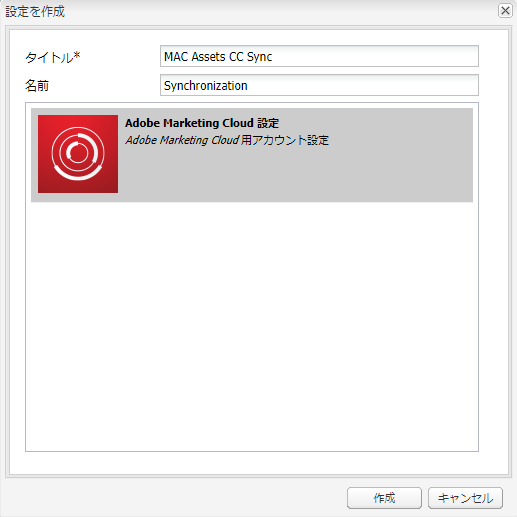 設定を作成
タイトル* MAC Assets CC Sync
名前 Synchronization
Adobe Marketing Cloud 設定
Adobe Marketing Cloud 用アカウント設定
作成 キャンセル